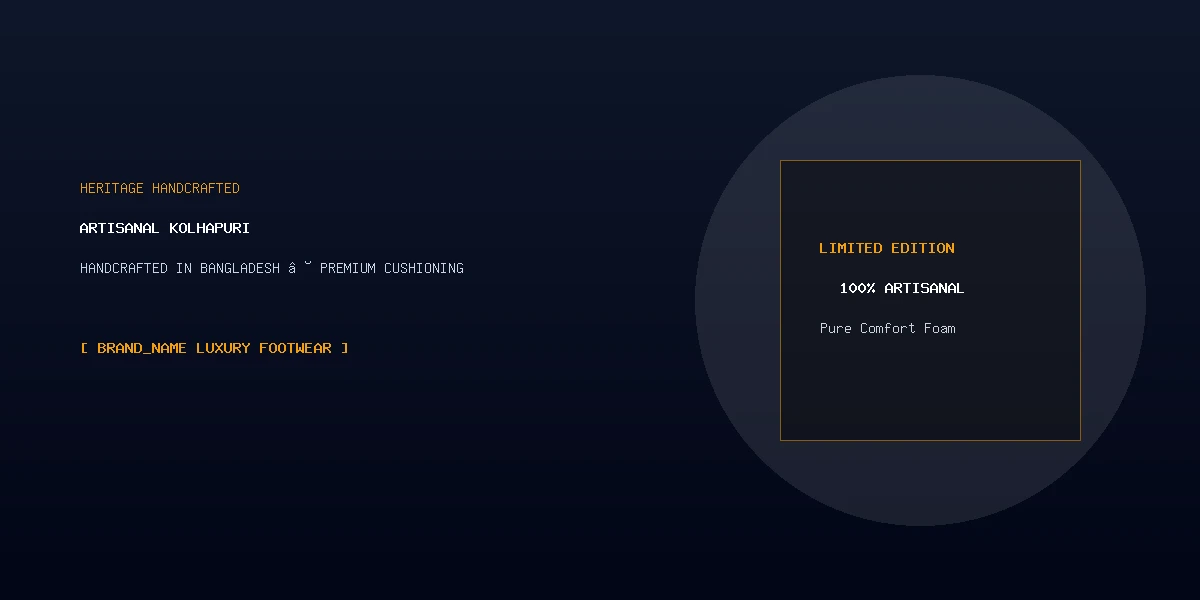 HERITAGE HANDCRAFTED
ARTISANAL KOLHAPURI
HANDCRAFTED IN BANGLADESH â ˘ PREMIUM CUSHIONING
[ BRAND_NAME LUXURY FOOTWEAR ]
LIMITED EDITION
100% ARTISANAL
Pure Comfort Foam